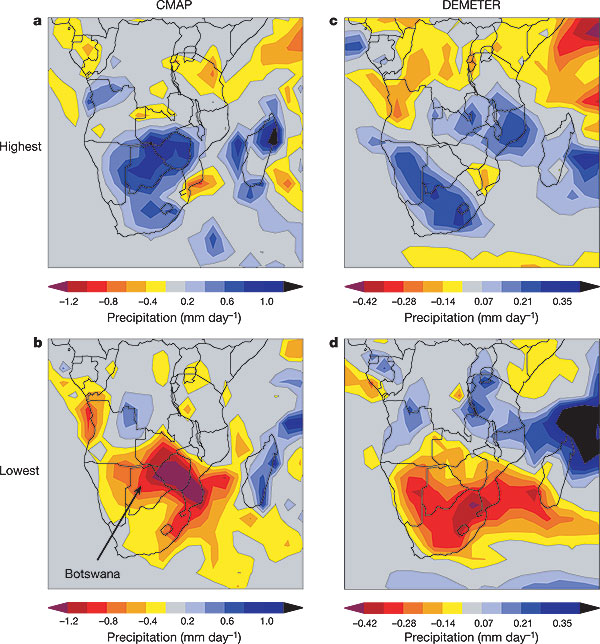 CMAP
DEMETER
a
c
Highest
−1.2 −0.8 −0.4 0.2 0.6 1.0
−0.42 −0.28 −0.14 0.07 0.21 0.35
Precipitation (mm day–1)
Precipitation (mm day–1)
b
d
Lowest
Botswana
−1.2 −0.8 −0.4 0.2 0.6 1.0
−0.42 −0.28 −0.14 0.07 0.21 0.35
Precipitation (mm day–1)
Precipitation (mm day–1)